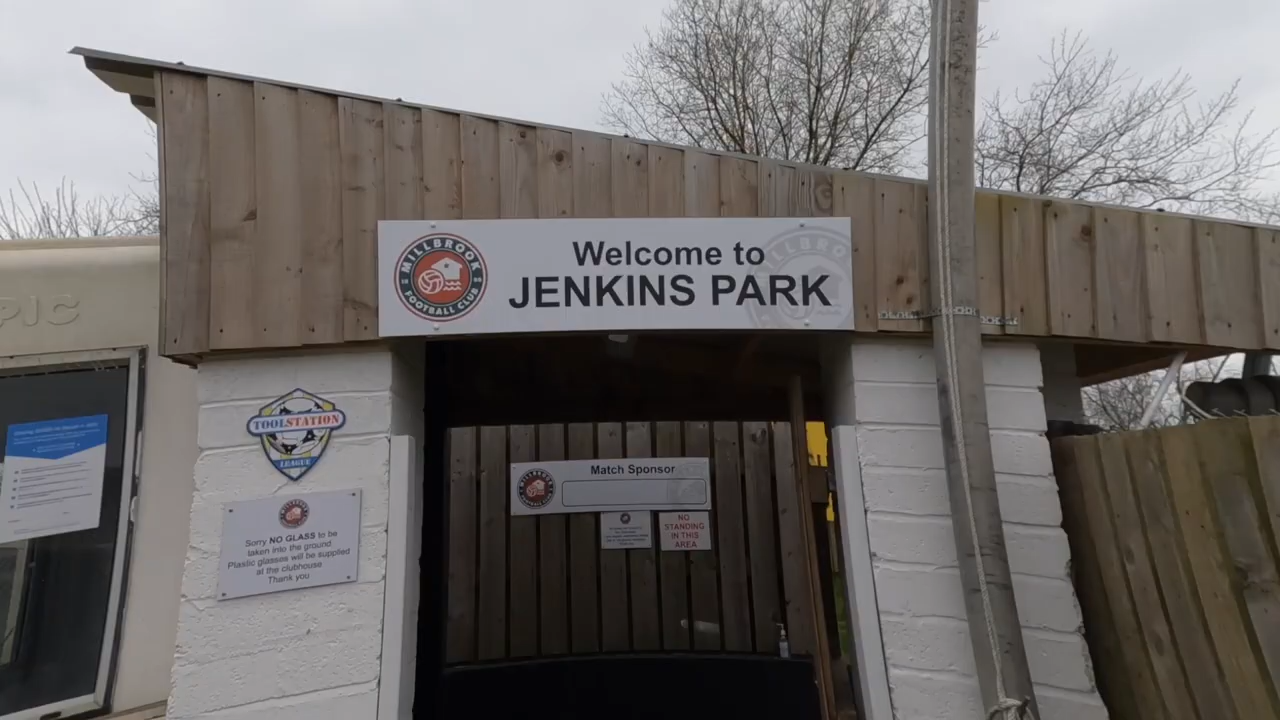 Welcome to
JENKINS PARK
MILLBROOK
FOOTBALL CLUB
PIC
TOOLSTATION
LEAGUE
Sorry NO GLASS to be
taken into the ground.
Plastic glasses will be supplied
at the clubhouse
Thank you
Match Sponsor
NO
STANDING
IN THIS
AREA